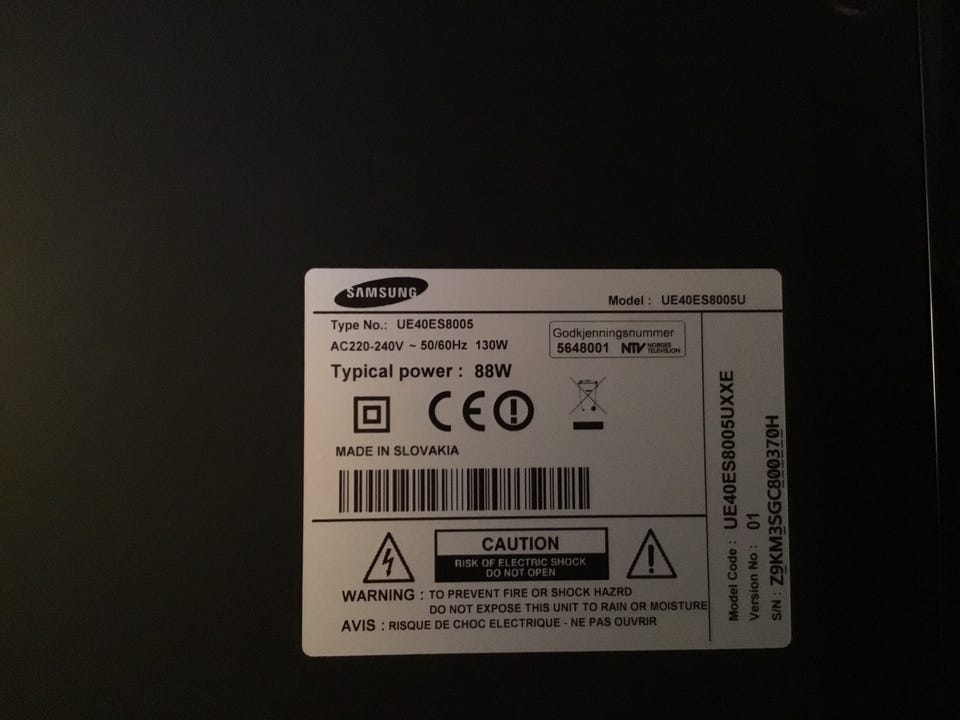 SAMSUNG
Model : UE40ES8005U
Type No.: UE40ES8005
AC220-240V ~ 50/60Hz 130W
Typical power : 88W
Godkjenningsnummer
5648001 NTV NORGES TELEVISJON
CE
MADE IN SLOVAKIA
CAUTION
RISK OF ELECTRIC SHOCK
DO NOT OPEN
WARNING : TO PREVENT FIRE OR SHOCK HAZRD
DO NOT EXPOSE THIS UNIT TO RAIN OR MOISTURE
AVIS : RISQUE DE CHOC ELECTRIQUE - NE PAS OUVRIR
Model Code : UE40ES8005UXXE
Version No : 01
S/N : Z9KM3SGC800370H